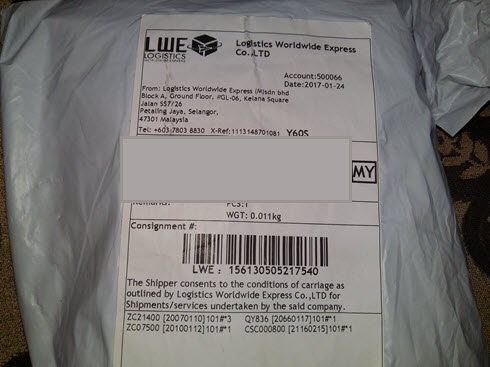 LWE
LOGISTICS
Logistics Worldwide Express
Co.,LTD
Account:500066
Date:2017-01-24
From: Logistics Worldwide Express (M)sdn bhd
Block A, Ground Floor, #GL-06, Kelana Square
Jalan SS7/26
Petaling Jaya, Selangor,
47301 Malaysia
Tel: +603 7803 8830 X-Ref:1113148701081 Y60S
MY
Remarks: PCS:1
WGT: 0.011kg
Consignment #:
LWE : 156130505217540
The Shipper consents to the conditions of carriage as
outlined by Logistics Worldwide Express Co.,LTD for
Shipments/services undertaken by the said company.
ZC21400 [20070110]101#*3 QY836 [20660117]101#*1
ZC07500 [20100112] 101#*1 CSC000800 [21160215]101#*1